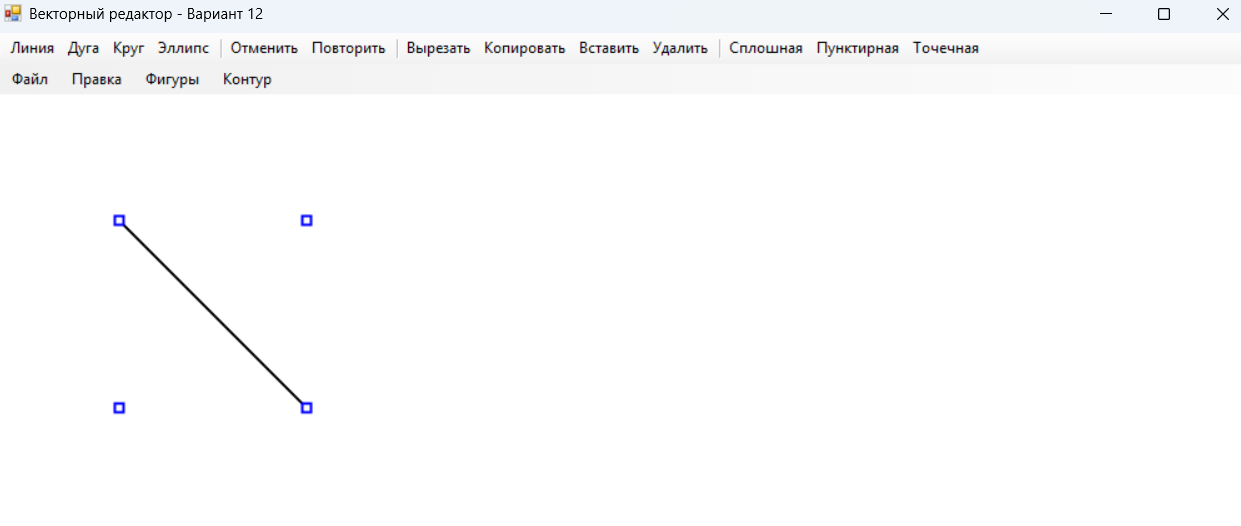 Векторный редактор - Вариант 12
Линия Дуга Круг Эллипс Отменить Повторить Вырезать Копировать Вставить Удалить Сплошная Пунктирная Точечная
Файл Правка Фигуры Контур